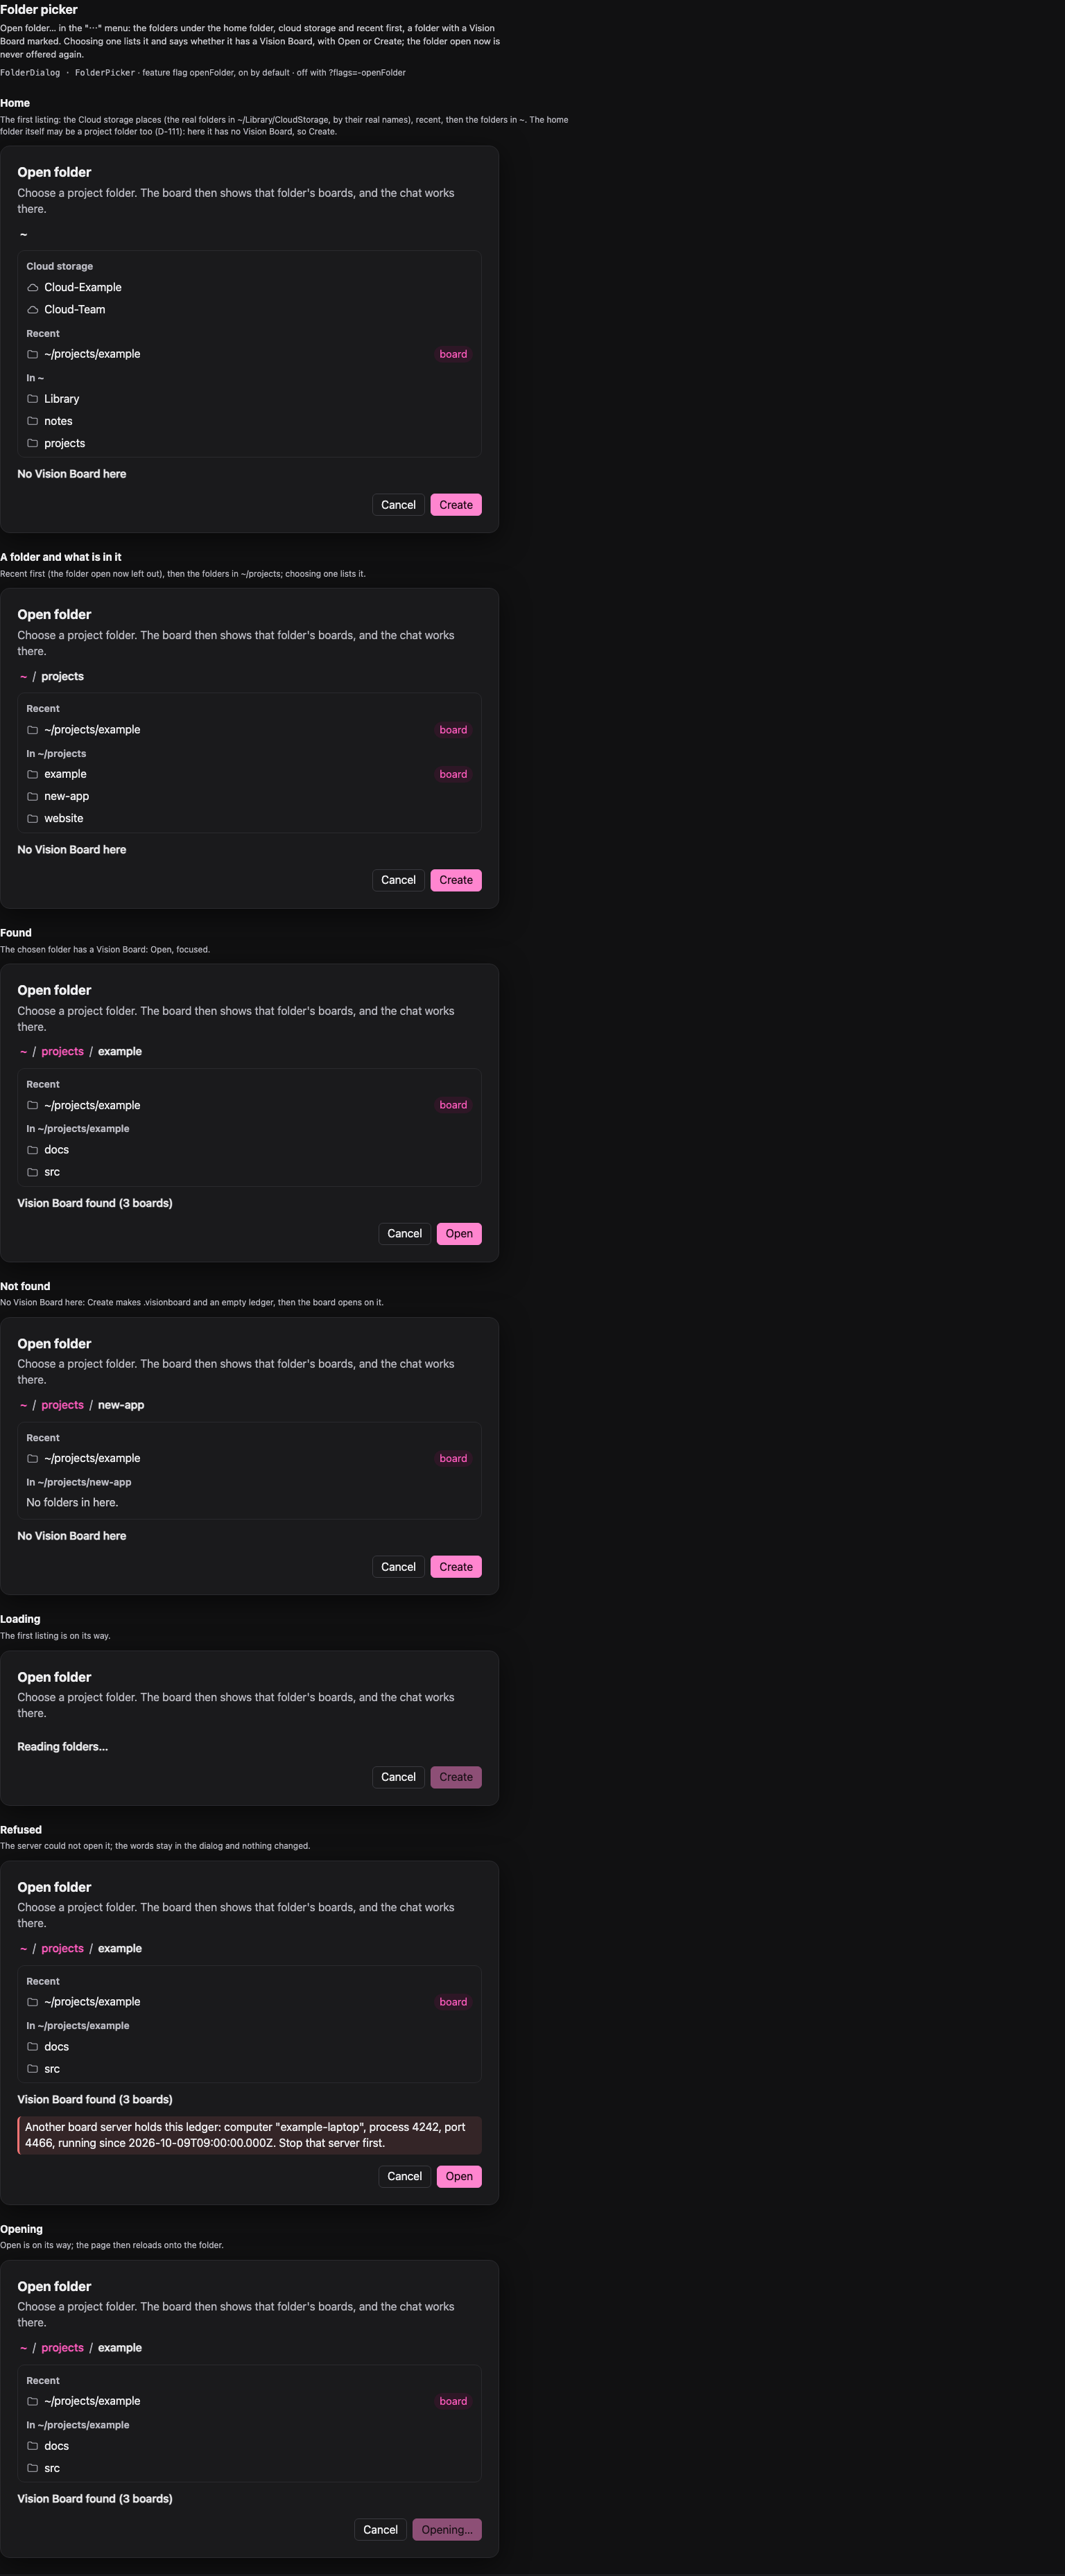 Folder picker
Open folder... in the "···" menu: the folders under the home folder, cloud storage and recent first, a folder with a Vision
Board marked. Choosing one lists it and says whether it has a Vision Board, with Open or Create; the folder open now is
never offered again.
FolderDialog · FolderPicker · feature flag openFolder, on by default · off with ?flags=-openFolder
Home
The first listing: the Cloud storage places (the real folders in ~/Library/CloudStorage, by their real names), recent, then the folders in ~. The home
folder itself may be a project folder too (D-111): here it has no Vision Board, so Create.
Open folder
Choose a project folder. The board then shows that folder's boards, and the chat works
there.
~
Cloud storage
Cloud-Example
Cloud-Team
Recent
~/projects/example board
In ~
Library
notes
projects
No Vision Board here
Cancel Create
A folder and what is in it
Recent first (the folder open now left out), then the folders in ~/projects; choosing one lists it.
Open folder
Choose a project folder. The board then shows that folder's boards, and the chat works
there.
~ / projects
Recent
~/projects/example board
In ~/projects
example board
new-app
website
No Vision Board here
Cancel Create
Found
The chosen folder has a Vision Board: Open, focused.
Open folder
Choose a project folder. The board then shows that folder's boards, and the chat works
there.
~ / projects / example
Recent
~/projects/example board
In ~/projects/example
docs
src
Vision Board found (3 boards)
Cancel Open
Not found
No Vision Board here: Create makes .visionboard and an empty ledger, then the board opens on it.
Open folder
Choose a project folder. The board then shows that folder's boards, and the chat works
there.
~ / projects / new-app
Recent
~/projects/example board
In ~/projects/new-app
No folders in here.
No Vision Board here
Cancel Create
Loading
The first listing is on its way.
Open folder
Choose a project folder. The board then shows that folder's boards, and the chat works
there.
Reading folders...
Cancel Create
Refused
The server could not open it; the words stay in the dialog and nothing changed.
Open folder
Choose a project folder. The board then shows that folder's boards, and the chat works
there.
~ / projects / example
Recent
~/projects/example board
In ~/projects/example
docs
src
Vision Board found (3 boards)
Another board server holds this ledger: computer "example-laptop", process 4242, port
4466, running since 2026-10-09T09:00:00.000Z. Stop that server first.
Cancel Open
Opening
Open is on its way; the page then reloads onto the folder.
Open folder
Choose a project folder. The board then shows that folder's boards, and the chat works
there.
~ / projects / example
Recent
~/projects/example board
In ~/projects/example
docs
src
Vision Board found (3 boards)
Cancel Opening...